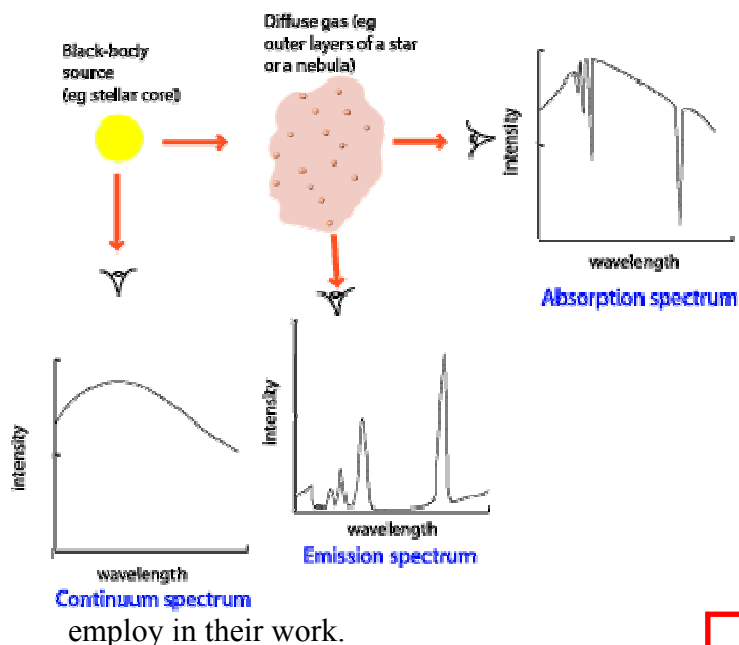 Black-body
source
(eg stellar core)
Diffuse gas (eg
outer layers of a star
or a nebula)
intensity
wavelength
Absorption spectrum
intensity
wavelength
Continuum spectrum
intensity
wavelength
Emission spectrum
employ in their work.